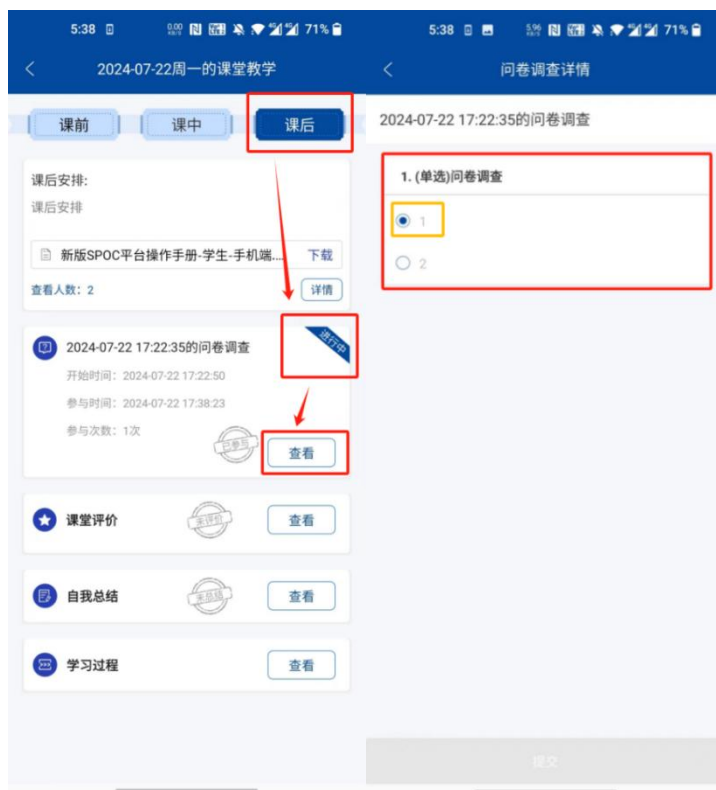 5:38
0.00
KB/S
71%
2024-07-22周一的课堂教学
课前
课中
课后
课后安排:
课后安排
新版SPOC平台操作手册-学生-手机端....
下载
查看人数: 2
详情
2024-07-22 17:22:35的问卷调查
进行中
开始时间: 2024-07-22 17:22:50
参与时间: 2024-07-22 17:38:23
参与次数: 1次
已参与
查看
课堂评价
未评价
查看
自我总结
未总结
查看
学习过程
查看
5:38
5.96
KB/S
71%
问卷调查详情
2024-07-22 17:22:35的问卷调查
1. (单选)问卷调查
1
2
提交